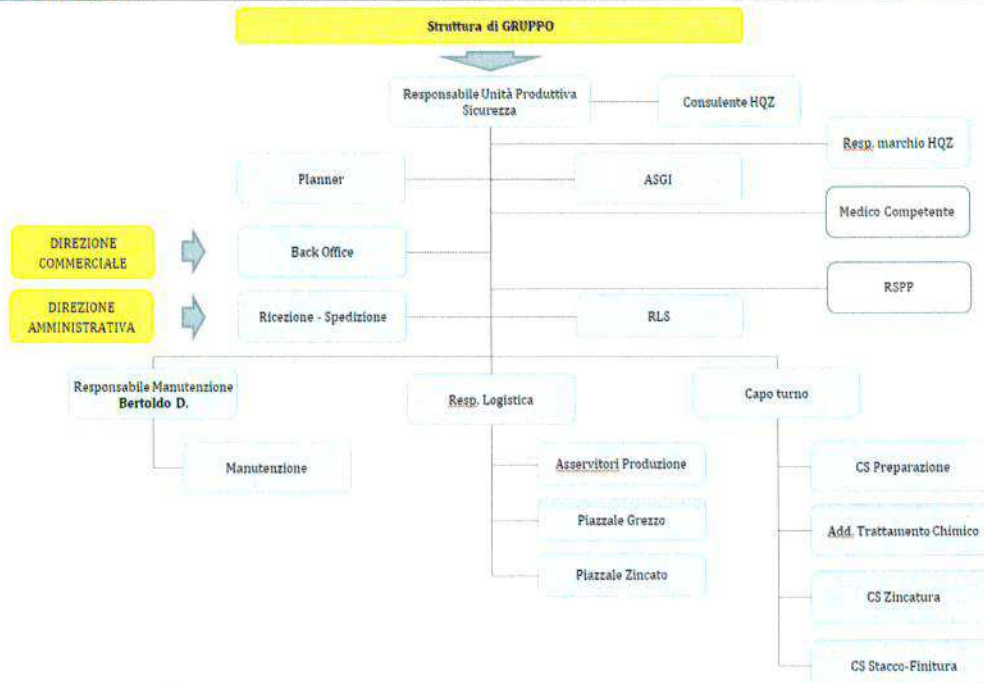 Struttura di GRUPPO
Responsabile Unità Produttiva
Sicurezza
Consulente HQZ
Resp. marchio HQZ
Planner
ASGI
Medico Competente
DIREZIONE
COMMERCIALE
Back Office
RSPP
DIREZIONE
AMMINISTRATIVA
Ricezione - Spedizione
RLS
Responsabile Manutenzione
Bertoldo D.
Resp. Logistica
Capo turno
Manutenzione
Asservitori Produzione
CS Preparazione
Piazzale Grezzo
Add. Trattamento Chimico
Piazzale Zincato
CS Zincatura
CS Stacco-Finitura